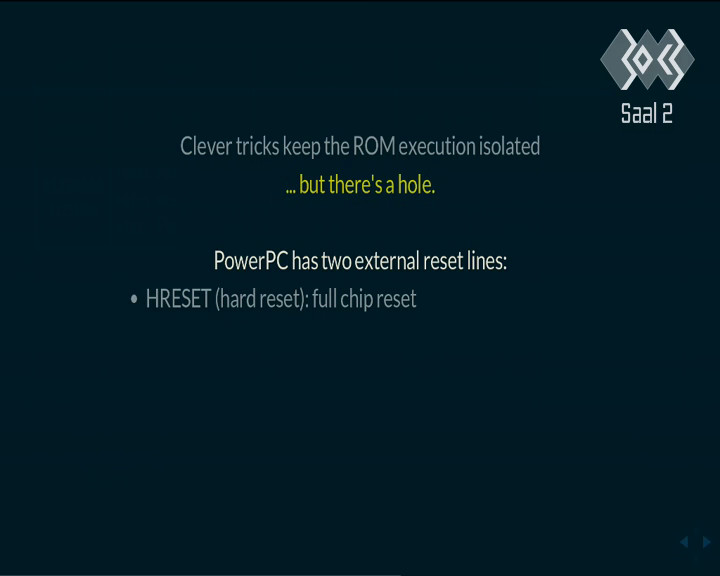 Saal 2
Clever tricks keep the ROM execution isolated
... but there's a hole.
PowerPC has two external reset lines:
• HRESET (hard reset): full chip reset